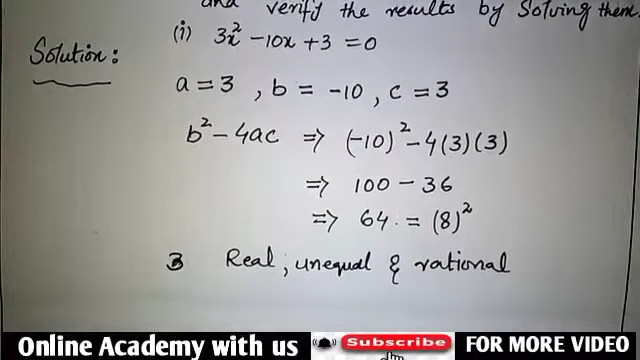 and verify the results by Solving them.
(i) 3x² - 10x + 3 = 0
Solution:
a = 3 , b = -10 , c = 3
b² - 4ac ⇒ (-10)² - 4(3)(3)
⇒ 100 - 36
⇒ 64 = (8)²
3 Real, unequal & rational
Online Academy with us Subscribe FOR MORE VIDEO